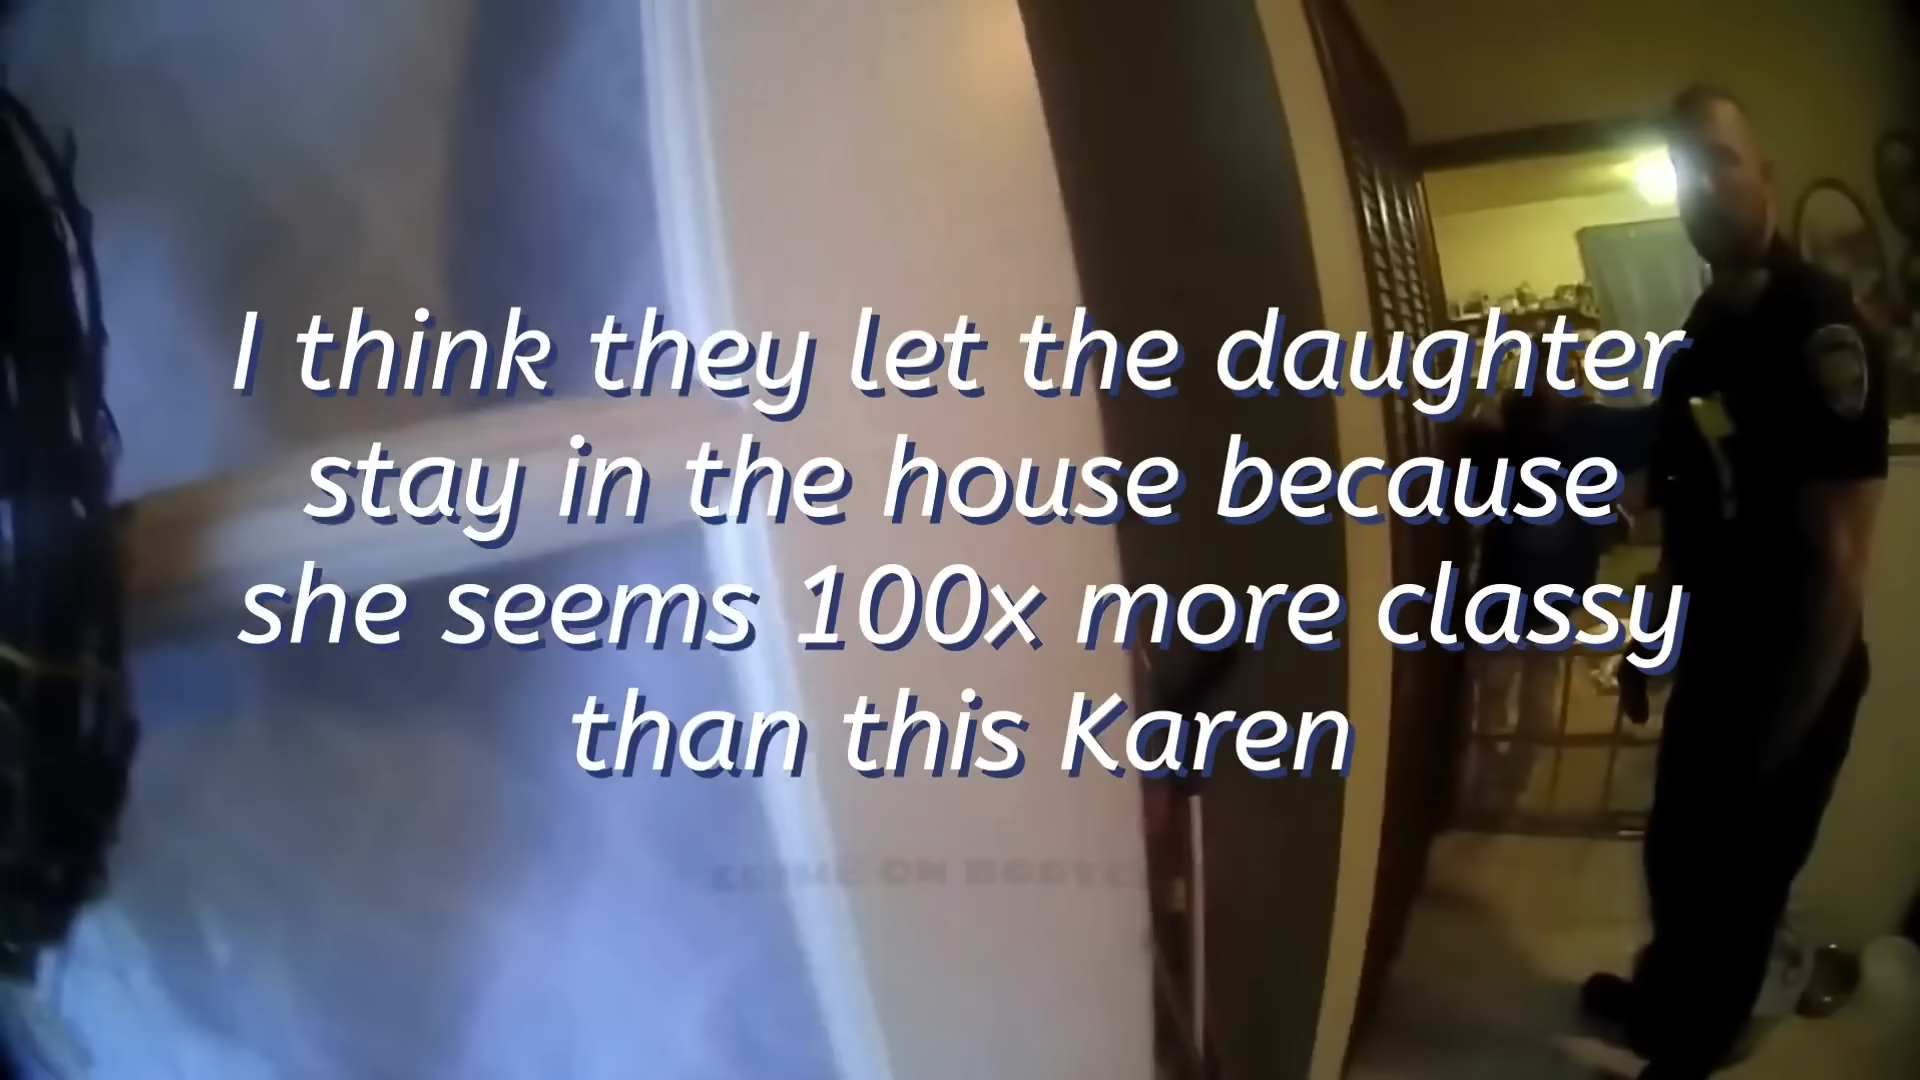 I think they let the daughter
stay in the house because
she seems 100x more classy
than this Karen